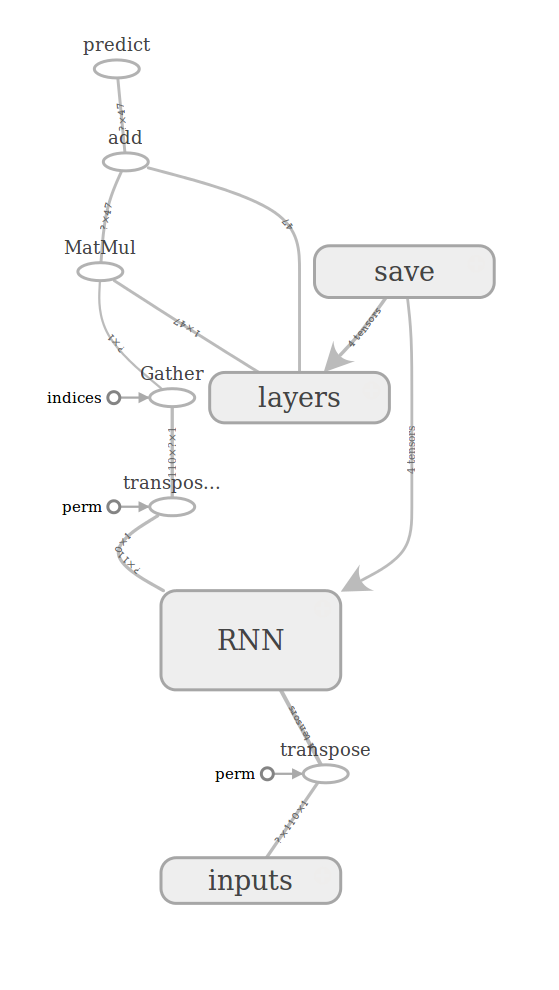 predict
?×47
add
?×47
47
MatMul
save
1×47
4 tensors
?×1
Gather
indices
layers
110×?×1
4 tensors
transpos...
perm
?×110×1
RNN
tensors
transpose
perm
?×110×1
inputs